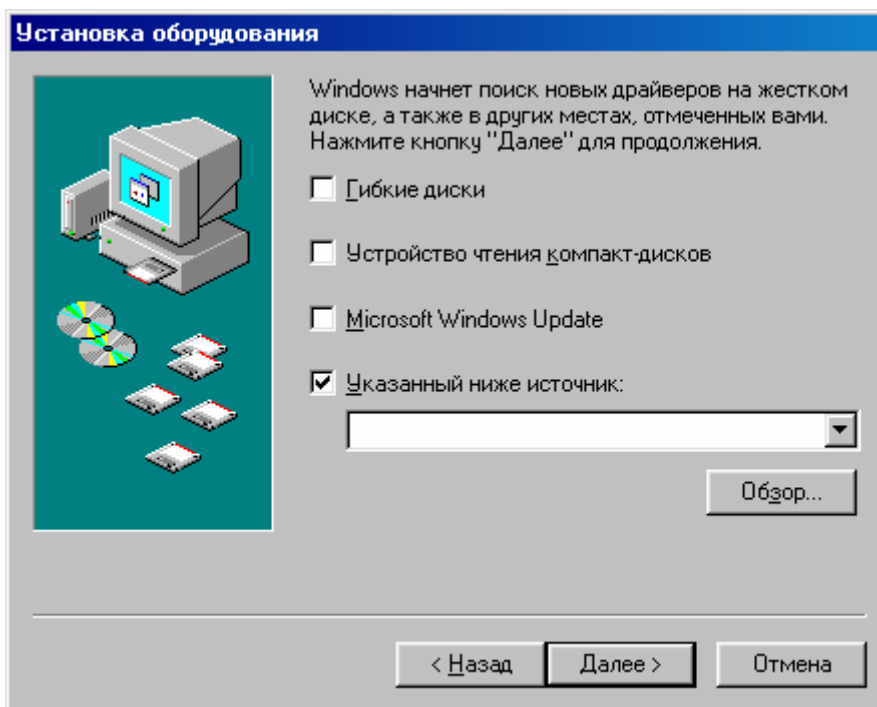 Установка оборудования
Windows начнет поиск новых драйверов на жестком
диске, а также в других местах, отмеченных вами.
Нажмите кнопку "Далее" для продолжения.
Гибкие диски
Устройство чтения компакт-дисков
Microsoft Windows Update
Указанный ниже источник:
Обзор...
< Назад
Далее >
Отмена